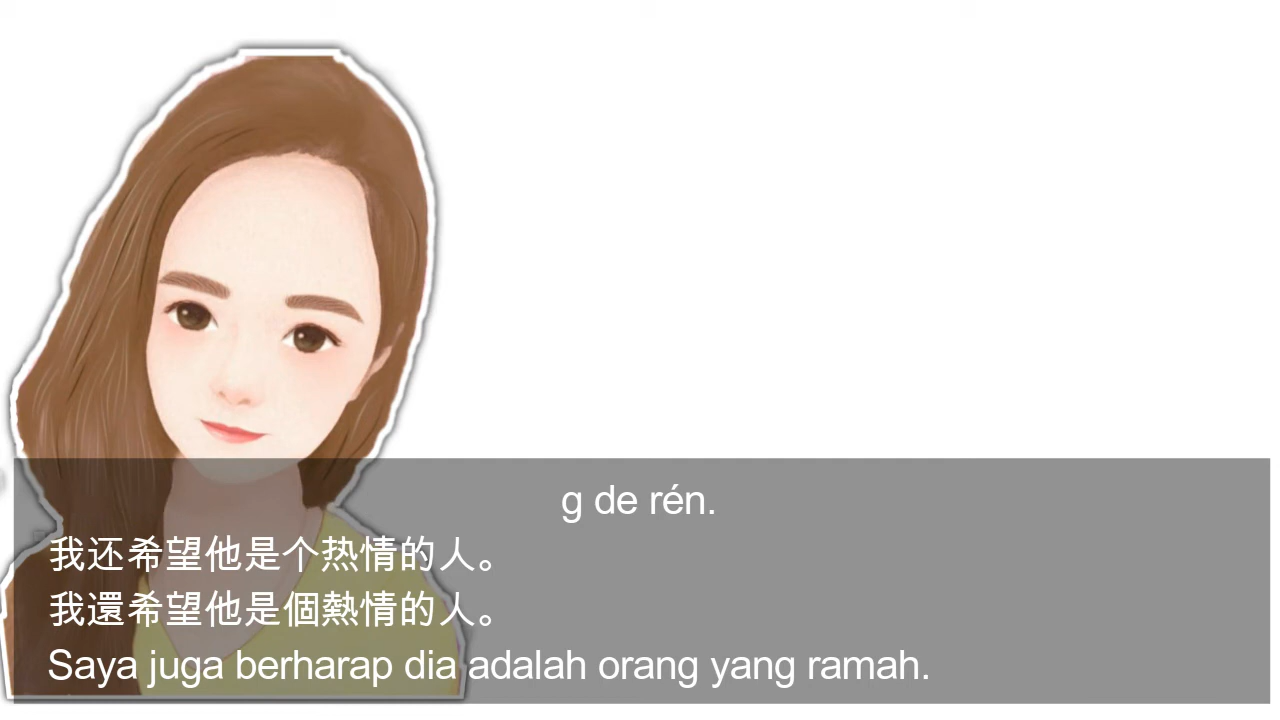 g de rén.
我还希望他是个热情的人。
我還希望他是個熱情的人。
Saya juga berharap dia adalah orang yang ramah.